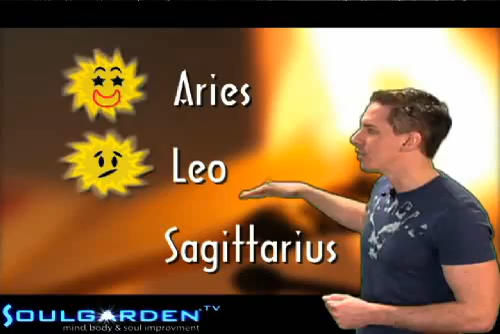 Aries
Leo
Sagittarius
SOULGARDEN TV
mind, body & soul improvment